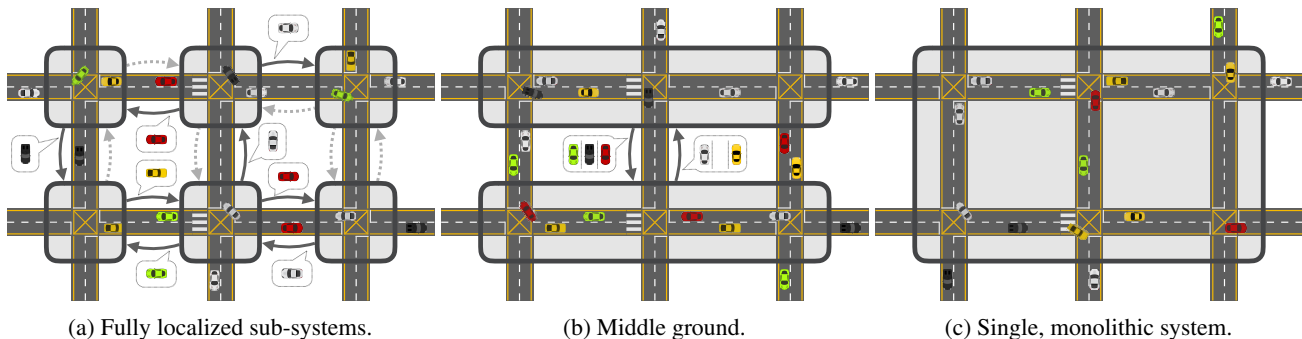 (a) Fully localized sub-systems.
(b) Middle ground.
(c) Single, monolithic system.